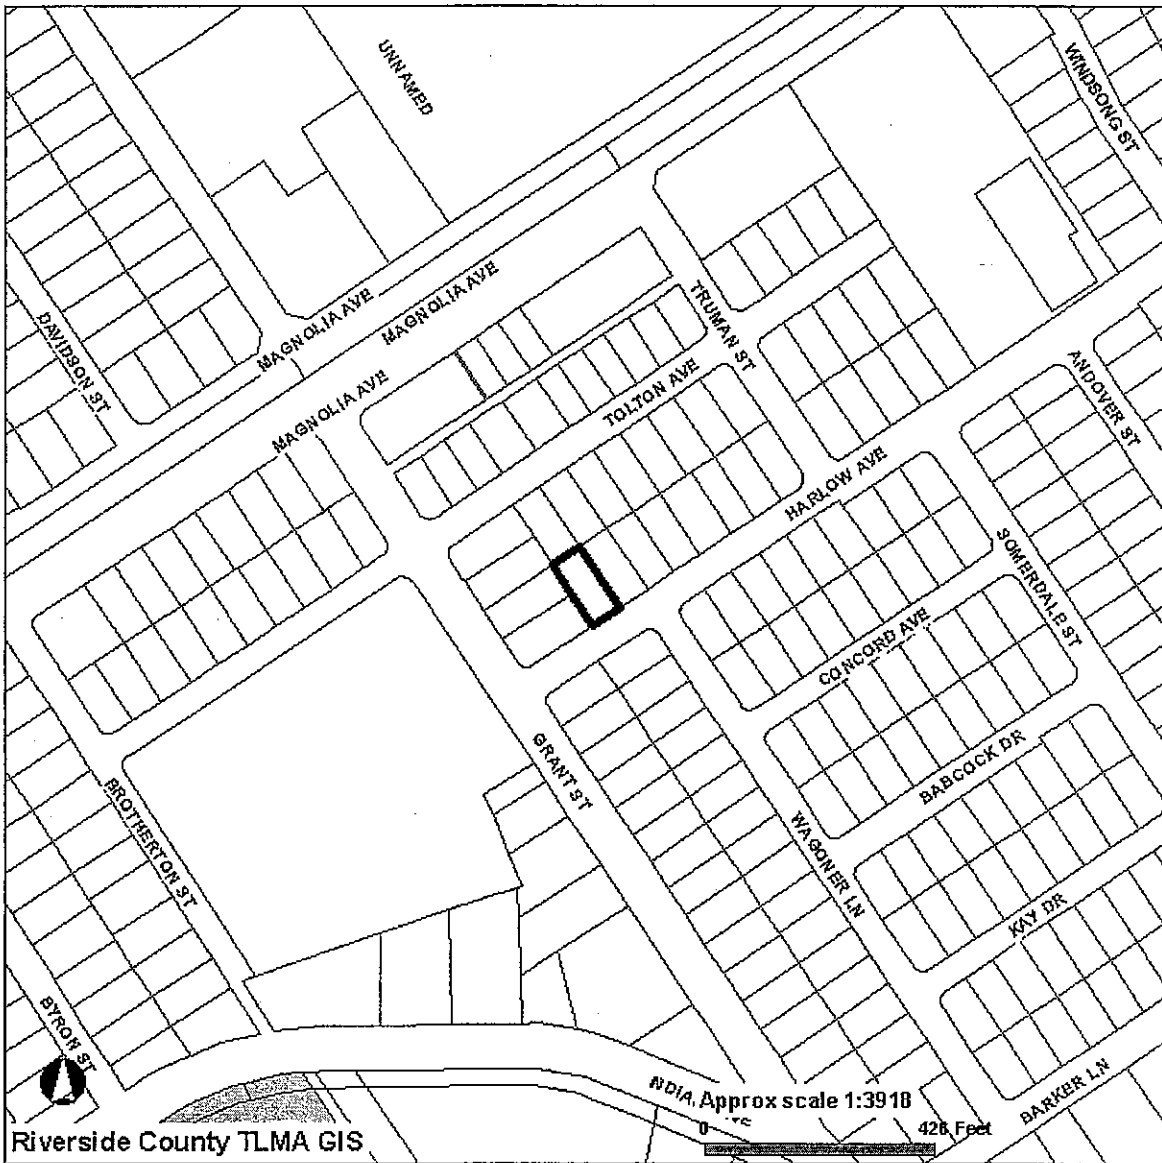 UNNAMED
WINDSONG ST
DAVIDSON ST
MAGNOLIA AVE
MAGNOLIA AVE
MAGNOLIA AVE
TRUMAN ST
TOLTON AVE
ANDOVER ST
HARLOW AVE
SOMERDALE ST
CONCORD AVE
GRANT ST
BABCOCK DR
BROTHERTON ST
WAGONER LN
KAY DR
BYRON ST
NDIA
BARKER LN
Approx scale 1:3918
0 426 Feet
Riverside County TLMA GIS